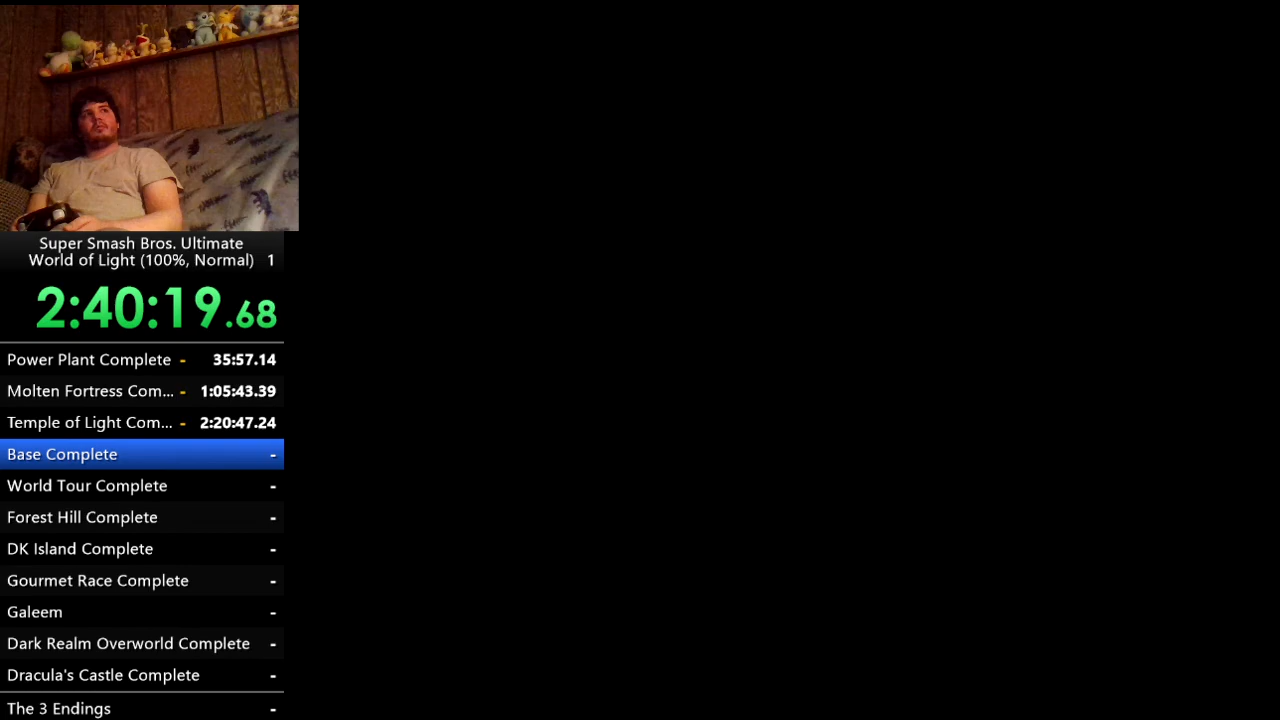 Super Smash Bros. Ultimate
World of Light (100%, Normal) 1
2:40:19.68
Power Plant Complete - 35:57.14
Molten Fortress Com... - 1:05:43.39
Temple of Light Com... - 2:20:47.24
Base Complete -
World Tour Complete -
Forest Hill Complete -
DK Island Complete -
Gourmet Race Complete -
Galeem -
Dark Realm Overworld Complete -
Dracula's Castle Complete -
The 3 Endings -